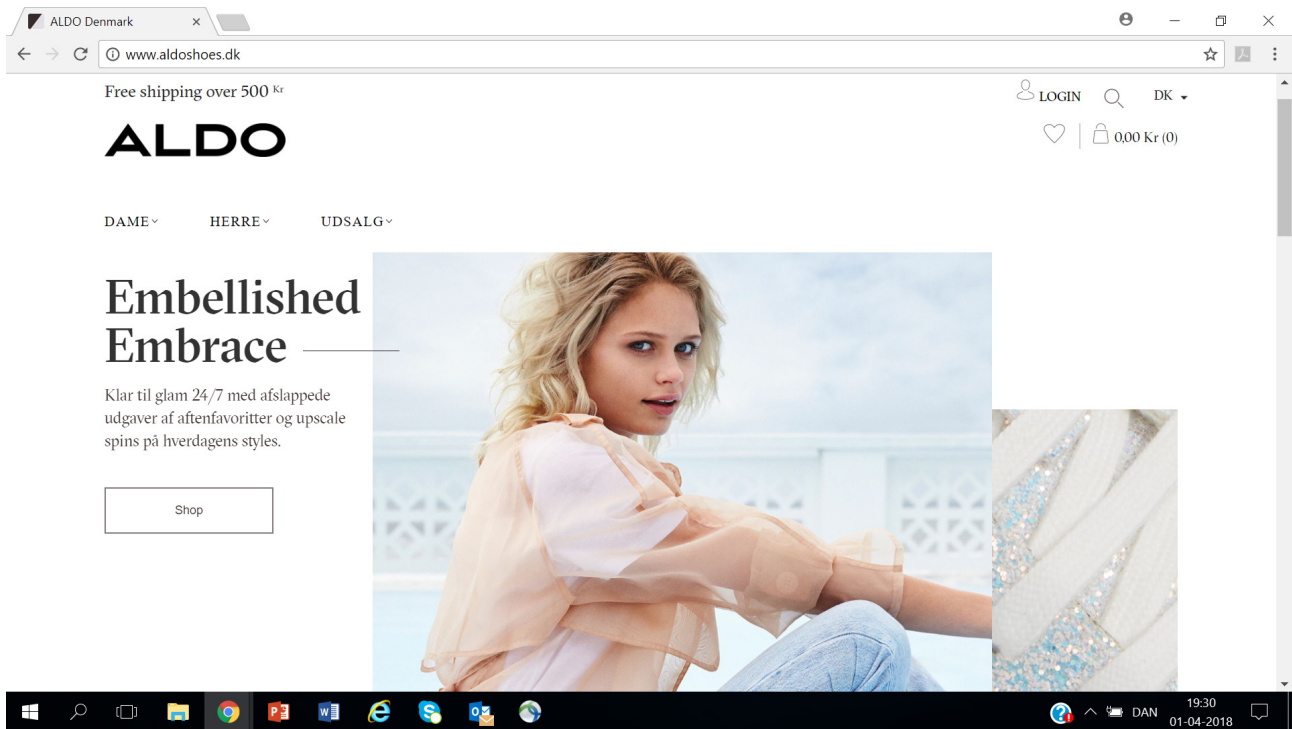 ALDO Denmark
www.aldoshoes.dk
Free shipping over 500 Kr
LOGIN
DK
ALDO
0,00 Kr (0)
DAME
HERRE
UDSALG
Embellished
Embrace
Klar til glam 24/7 med afslappede
udgaver af aftenfavoritter og upscale
spins på hverdagens styles.
Shop
DAN
19:30
01-04-2018